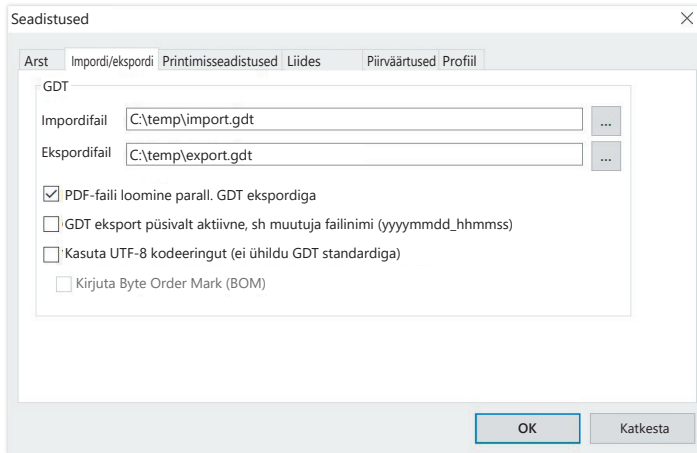 Seadistused
Arst Impordi/ekspordi Printimisseadistused Liides Piirväärtused Profiil
GDT
Impordifail C:\temp\import.gdt ...
Ekspordifail C:\temp\export.gdt ...
PDF-faili loomine parall. GDT ekspordiga
GDT eksport püsivalt aktiivne, sh muutuja failinimi (yyyymmdd_hhmmss)
Kasuta UTF-8 kodeeringut (ei ühildu GDT standardiga)
Kirjuta Byte Order Mark (BOM)
OK Katkesta